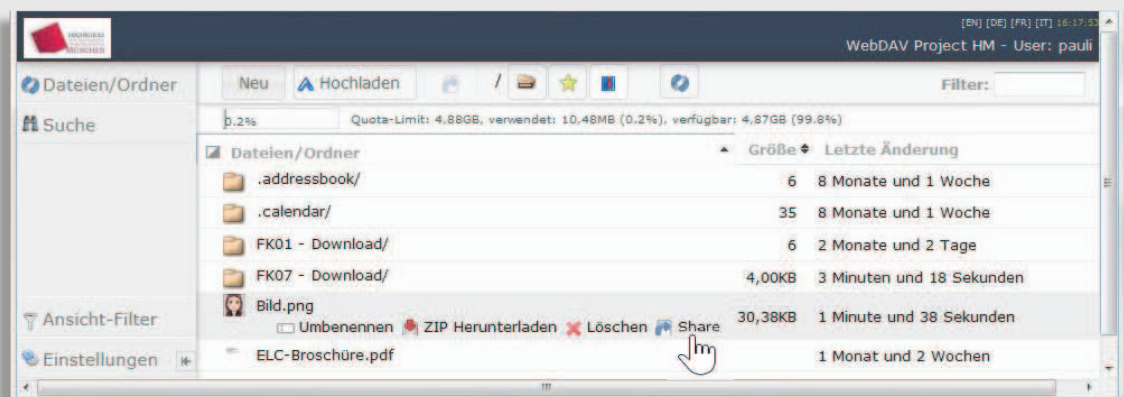 [EN] [DE] [FR] [IT] 16:17:53
WebDAV Project HM - User: pauli
MÜNCHEN
Dateien/Ordner
Neu Hochladen / Filter:
Suche
0.2% Quota-Limit: 4,88GB, verwendet: 10,48MB (0.2%), verfügbar: 4,87GB (99.8%)
Dateien/Ordner Größe Letzte Änderung
.addressbook/ 6 8 Monate und 1 Woche
.calendar/ 35 8 Monate und 1 Woche
FK01 - Download/ 6 2 Monate und 2 Tage
FK07 - Download/ 4,00KB 3 Minuten und 18 Sekunden
Bild.png 30,38KB 1 Minute und 38 Sekunden
Umbenennen ZIP Herunterladen Löschen Share
Ansicht-Filter
ELC-Broschüre.pdf 1 Monat und 2 Wochen
Einstellungen